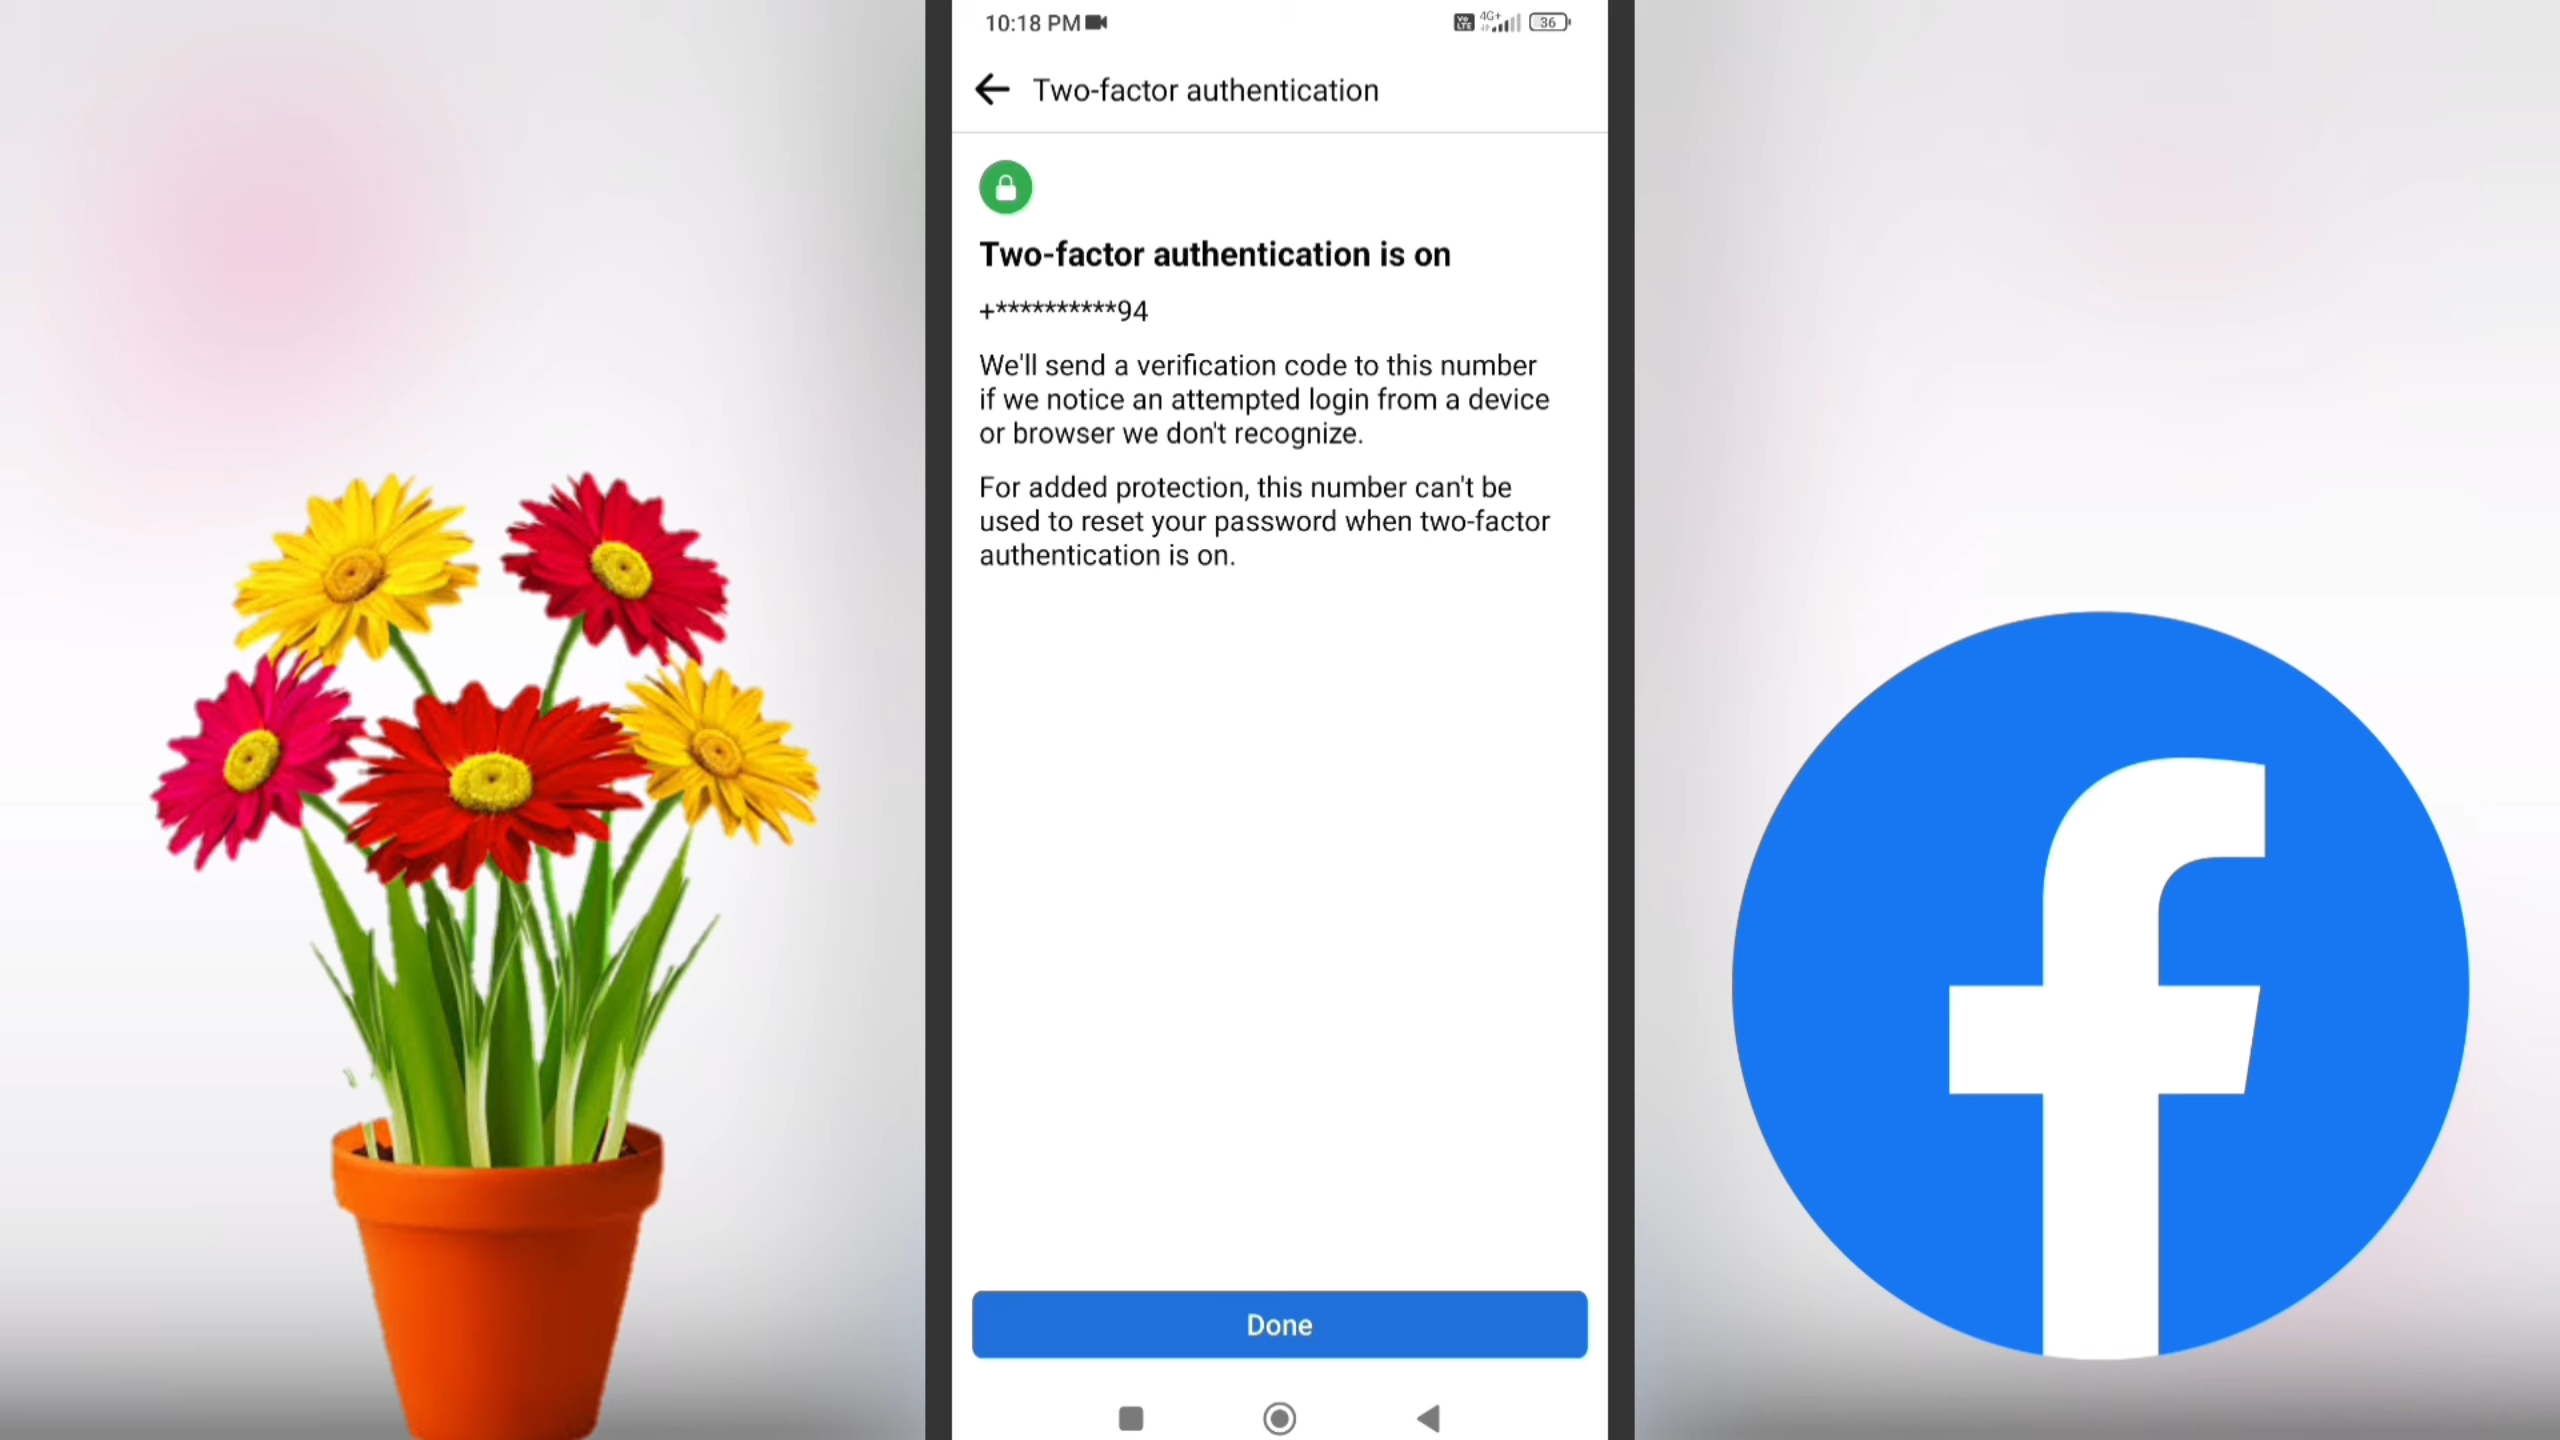 10:18 PM
VoLTE 4G+ 36
Two-factor authentication
Two-factor authentication is on
+**********94
We'll send a verification code to this number
if we notice an attempted login from a device
or browser we don't recognize.
For added protection, this number can't be
used to reset your password when two-factor
authentication is on.
Done